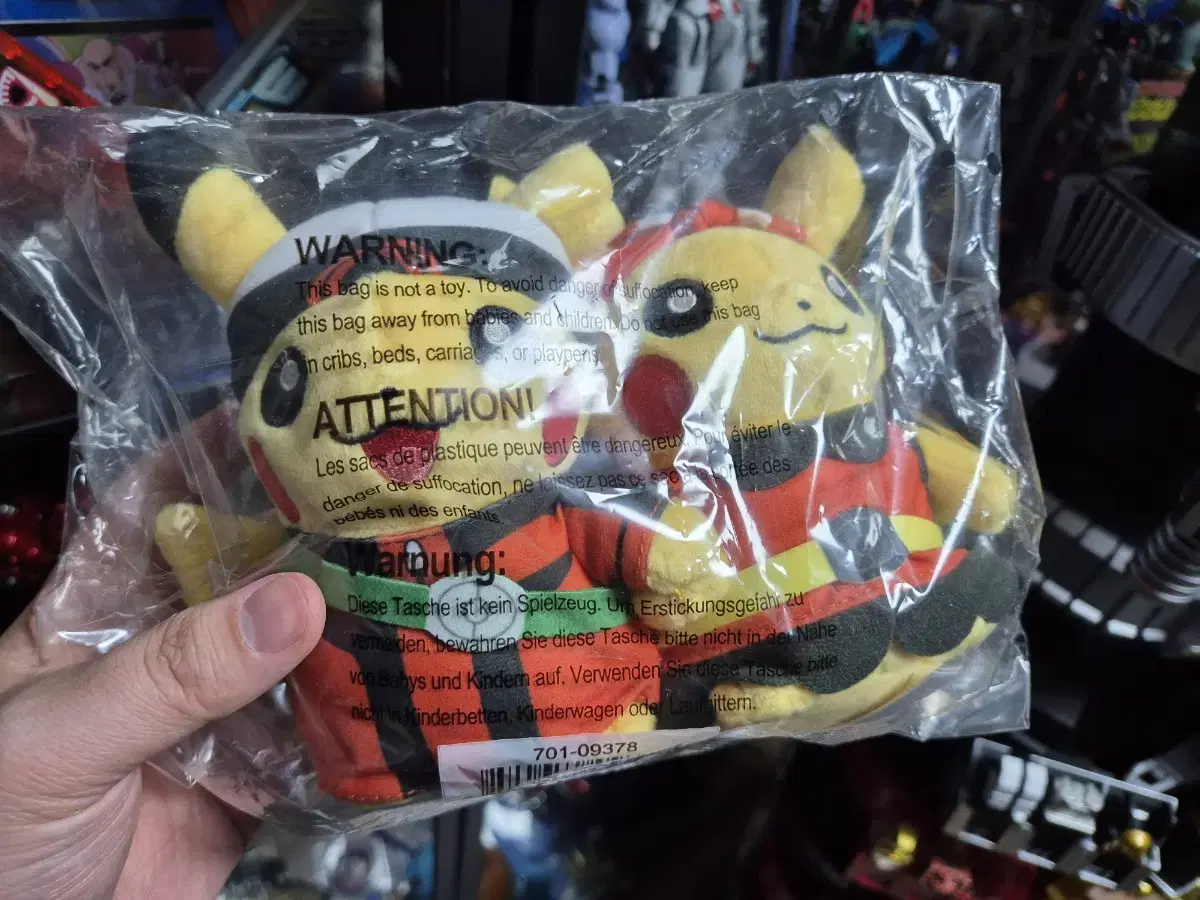 WARNING:
This bag is not a toy. To avoid danger of suffocation, keep
this bag away from babies and children. Do not use this bag
in cribs, beds, carriages, or playpens.
ATTENTION!
Les sacs de plastique peuvent être dangereux. Pour éviter le
danger de suffocation, ne laissez pas ce sac à portée des
bébés ni des enfants.
Warnung:
Diese Tasche ist kein Spielzeug. Um Erstickungsgefahr zu
vermeiden, bewahren Sie diese Tasche bitte nicht in der Nähe
von Babys und Kindern auf. Verwenden Sie diese Tasche bitte
nicht in Kinderbetten, Kinderwagen oder Laufgittern.
701-09378